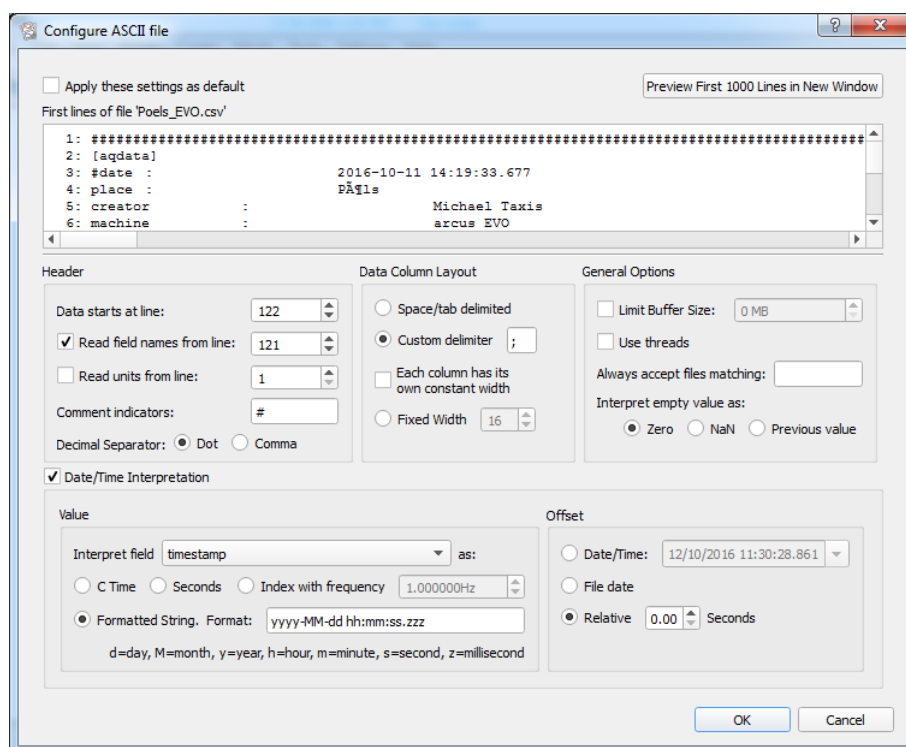 Configure ASCII file
Apply these settings as default
Preview First 1000 Lines in New Window
First lines of file 'Poels_EVO.csv'
1: ############################################################################################
2: [aqdata]
3: #date : 2016-10-11 14:19:33.677
4: place : PÃ¶ls
5: creator : Michael Taxis
6: machine : arcus EVO
Header
Data starts at line: 122
Read field names from line: 121
Read units from line: 1
Comment indicators: #
Decimal Separator: Dot Comma
Data Column Layout
Space/tab delimited
Custom delimiter ;
Each column has its
own constant width
Fixed Width 16
General Options
Limit Buffer Size: 0 MB
Use threads
Always accept files matching:
Interpret empty value as:
Zero NaN Previous value
Date/Time Interpretation
Value
Interpret field timestamp as:
C Time Seconds Index with frequency 1.000000Hz
Formatted String. Format: yyyy-MM-dd hh:mm:ss.zzz
d=day, M=month, y=year, h=hour, m=minute, s=second, z=millisecond
Offset
Date/Time: 12/10/2016 11:30:28.861
File date
Relative 0.00 Seconds
OK Cancel